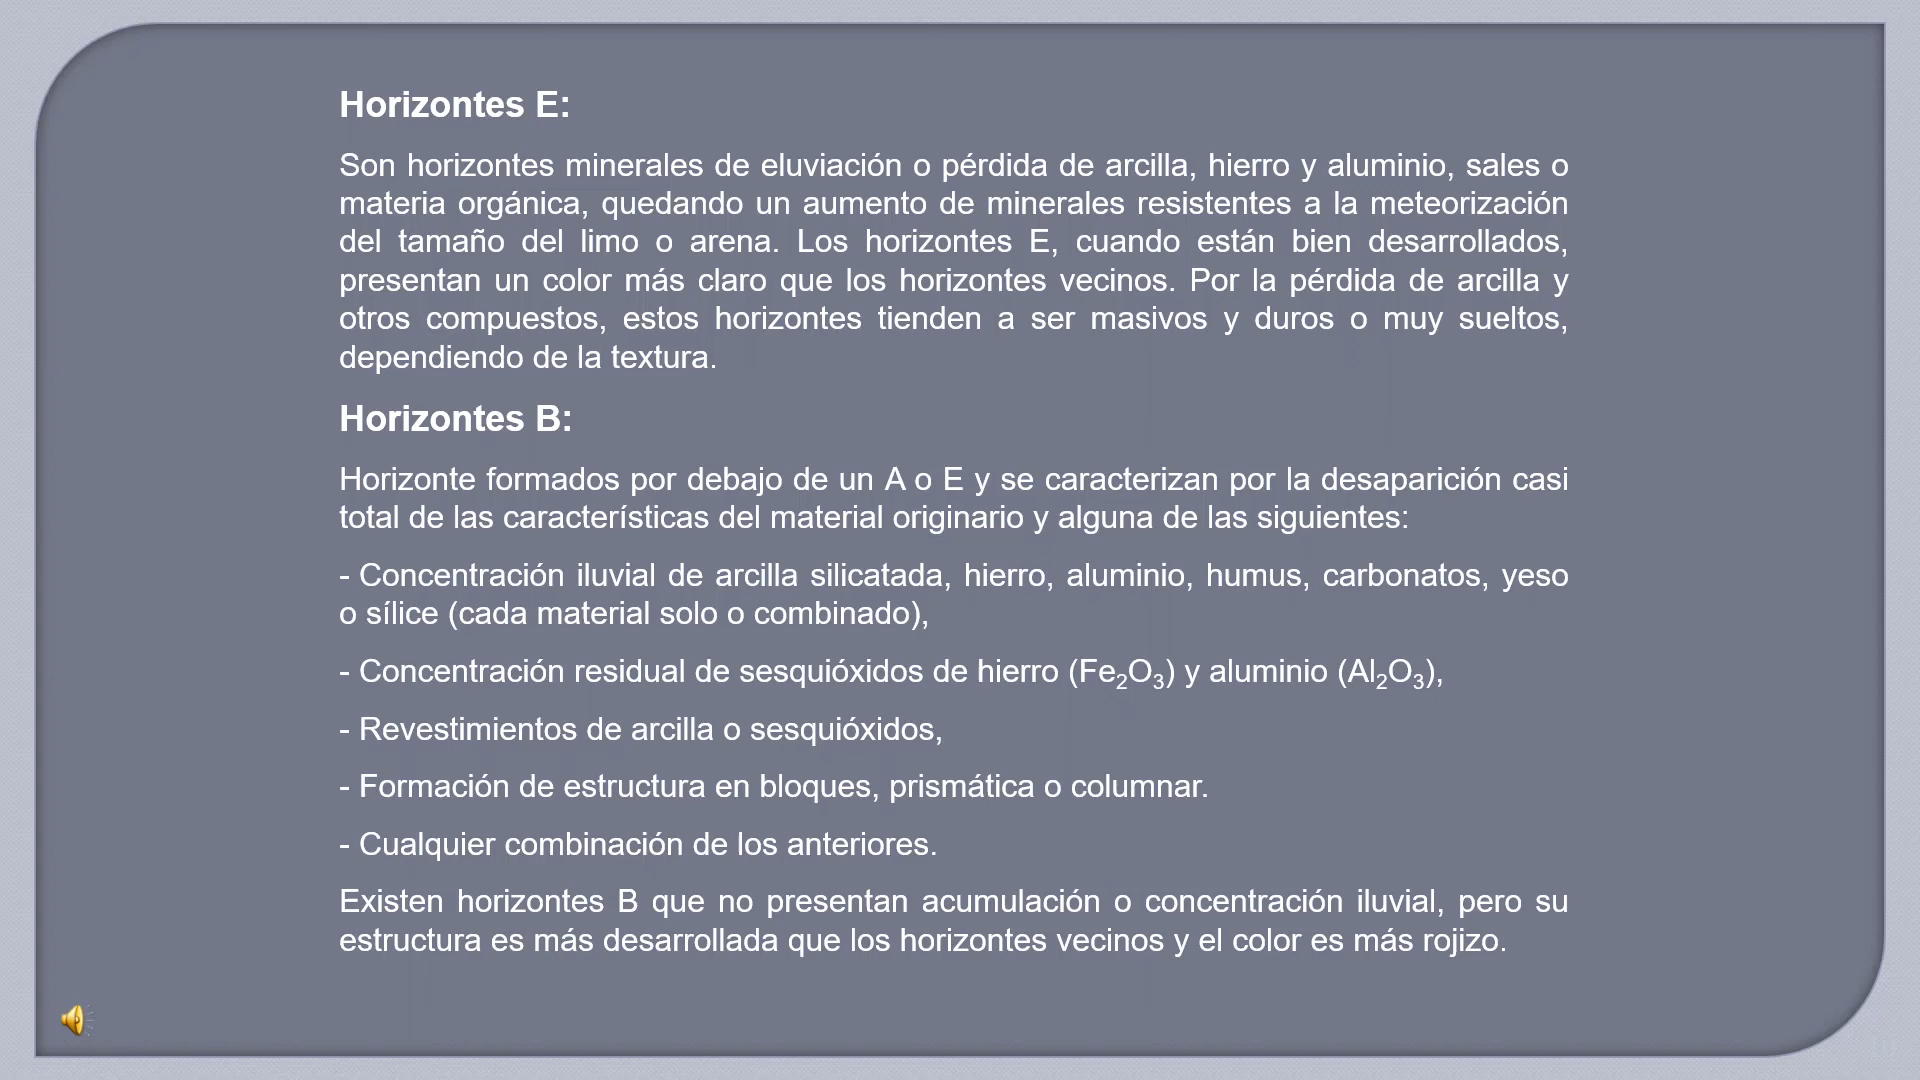 Horizontes E:
Son horizontes minerales de eluviación o pérdida de arcilla, hierro y aluminio, sales o
materia orgánica, quedando un aumento de minerales resistentes a la meteorización
del tamaño del limo o arena. Los horizontes E, cuando están bien desarrollados,
presentan un color más claro que los horizontes vecinos. Por la pérdida de arcilla y
otros compuestos, estos horizontes tienden a ser masivos y duros o muy sueltos,
dependiendo de la textura.
Horizontes B:
Horizonte formados por debajo de un A o E y se caracterizan por la desaparición casi
total de las características del material originario y alguna de las siguientes:
- Concentración iluvial de arcilla silicatada, hierro, aluminio, humus, carbonatos, yeso
o sílice (cada material solo o combinado),
- Concentración residual de sesquióxidos de hierro (Fe₂O₃) y aluminio (Al₂O₃),
- Revestimientos de arcilla o sesquióxidos,
- Formación de estructura en bloques, prismática o columnar.
- Cualquier combinación de los anteriores.
Existen horizontes B que no presentan acumulación o concentración iluvial, pero su
estructura es más desarrollada que los horizontes vecinos y el color es más rojizo.